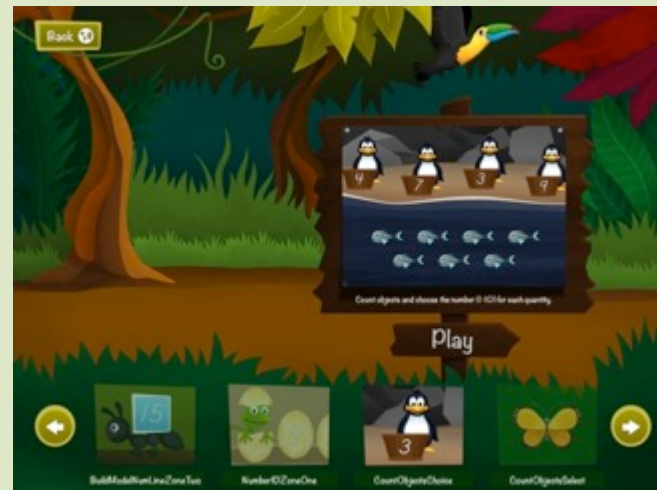 Back
4
7
3
9
Count objects and choose the number (1-10) for each quantity.
Play
15
3
BuildModelNumLineZoneTwo
NumberIDZoneOne
CountObjectsChoice
CountObjectsSelect